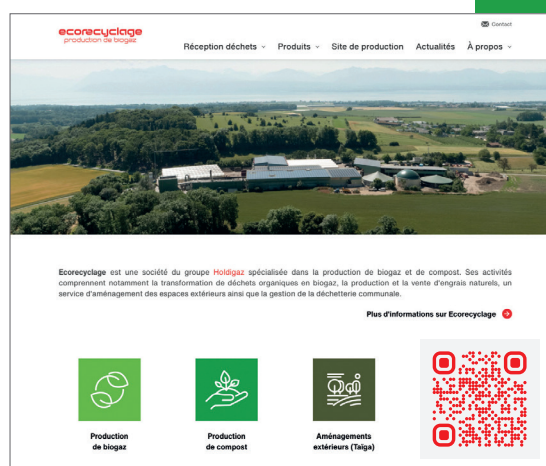 Contact
ecorecyclage
production de biogaz
Réception déchets
Produits
Site de production
Actualités
À propos
Ecorecyclage est une société du groupe Holdigaz spécialisée dans la production de biogaz et de compost. Ses activités
comprennent notamment la transformation de déchets organiques en biogaz, la production et la vente d'engrais naturels, un
service d'aménagement des espaces extérieurs ainsi que la gestion de la déchetterie communale.
Plus d'informations sur Ecorecyclage
Production
de biogaz
Production
de compost
Aménagements
extérieurs (Taïga)